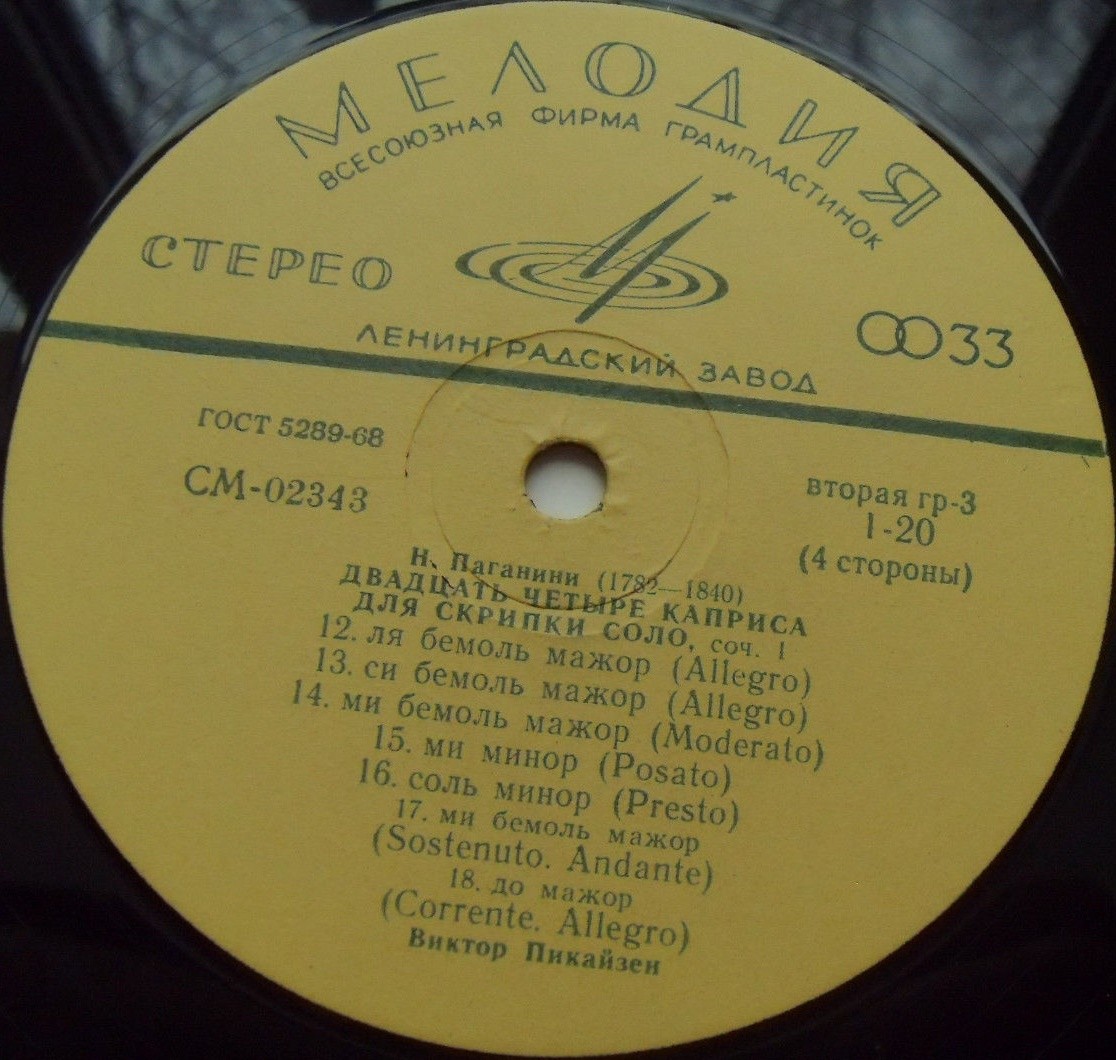 МЕЛОДИЯ
ВСЕСОЮЗНАЯ ФИРМА ГРАМПЛАСТИНОК
СТЕРЕО
33
ЛЕНИНГРАДСКИЙ ЗАВОД
ГОСТ 5289-68
СМ-02343
вторая гр-3
1-20
(4 стороны)
Н. Паганини (1782—1840)
ДВАДЦАТЬ ЧЕТЫРЕ КАПРИСА
ДЛЯ СКРИПКИ СОЛО, соч. 1
12. ля бемоль мажор (Allegro)
13. си бемоль мажор (Allegro)
14. ми бемоль мажор (Moderato)
15. ми минор (Posato)
16. соль минор (Presto)
17. ми бемоль мажор
(Sostenuto. Andante)
18. до мажор
(Corrente. Allegro)
Виктор Пикайзен